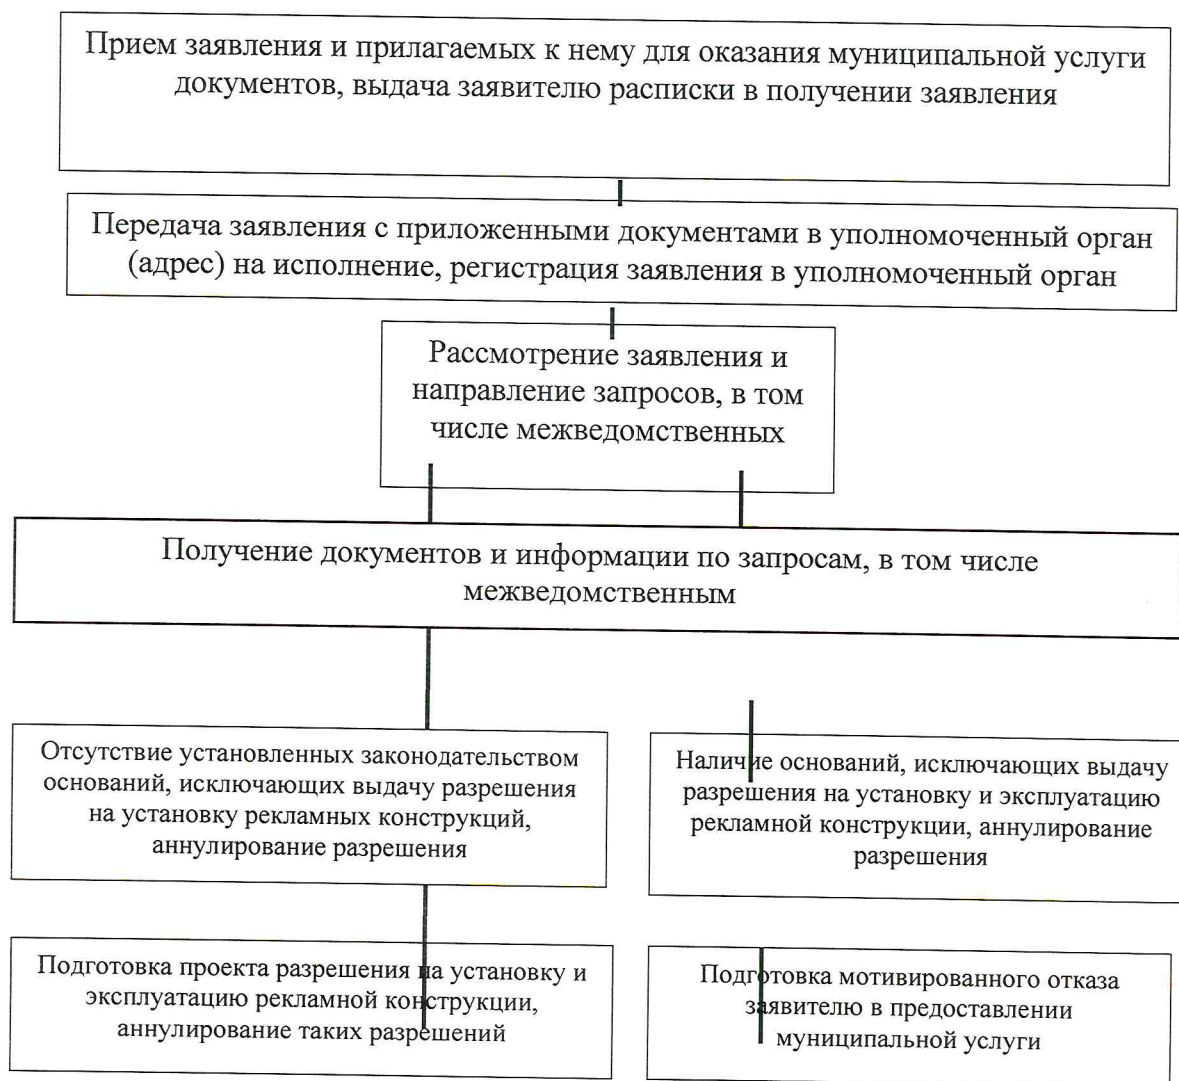 Прием заявления и прилагаемых к нему для оказания муниципальной услуги
документов, выдача заявителю расписки в получении заявления
Передача заявления с приложенными документами в уполномоченный орган
(адрес) на исполнение, регистрация заявления в уполномоченный орган
Рассмотрение заявления и
направление запросов, в том
числе межведомственных
Получение документов и информации по запросам, в том числе
межведомственным
Отсутствие установленных законодательством
оснований, исключающих выдачу разрешения
на установку рекламных конструкций,
аннулирование разрешения
Наличие оснований, исключающих выдачу
разрешения на установку и эксплуатацию
рекламной конструкции, аннулирование
разрешения
Подготовка проекта разрешения на установку и
эксплуатацию рекламной конструкции,
аннулирование таких разрешений
Подготовка мотивированного отказа
заявителю в предоставлении
муниципальной услуги